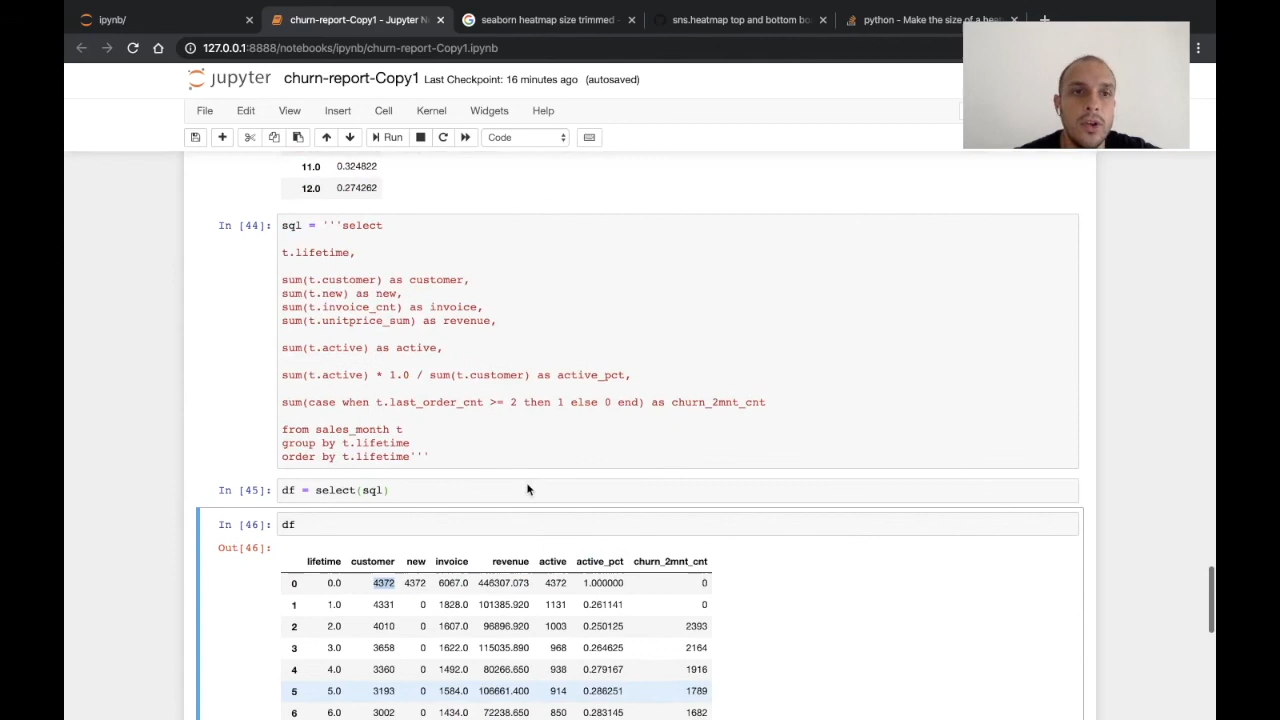 ipynb/
churn-report-Copy1 - Jupyter N
seaborn heatmap size trimmed -
sns.heatmap top and bottom bo
python - Make the size of a hea
127.0.0.1:8888/notebooks/ipynb/churn-report-Copy1.ipynb
jupyter churn-report-Copy1 Last Checkpoint: 16 minutes ago (autosaved)
File Edit View Insert Cell Kernel Widgets Help
Run Code
11.0 0.324822
12.0 0.274262
In [44]: sql = '''select
t.lifetime,
sum(t.customer) as customer,
sum(t.new) as new,
sum(t.invoice_cnt) as invoice,
sum(t.unitprice_sum) as revenue,
sum(t.active) as active,
sum(t.active) * 1.0 / sum(t.customer) as active_pct,
sum(case when t.last_order_cnt >= 2 then 1 else 0 end) as churn_2mnt_cnt
from sales_month t
group by t.lifetime
order by t.lifetime'''
In [45]: df = select(sql)
In [46]: df
Out[46]:
lifetime customer new invoice revenue active active_pct churn_2mnt_cnt
0 0.0 4372 4372 6067.0 446307.073 4372 1.000000 0
1 1.0 4331 0 1828.0 101385.920 1131 0.261141 0
2 2.0 4010 0 1607.0 96896.920 1003 0.250125 2393
3 3.0 3658 0 1622.0 115035.890 968 0.264625 2164
4 4.0 3360 0 1492.0 80266.650 938 0.279167 1916
5 5.0 3193 0 1584.0 106661.400 914 0.286251 1789
6 6.0 3002 0 1434.0 72238.650 850 0.283145 1682